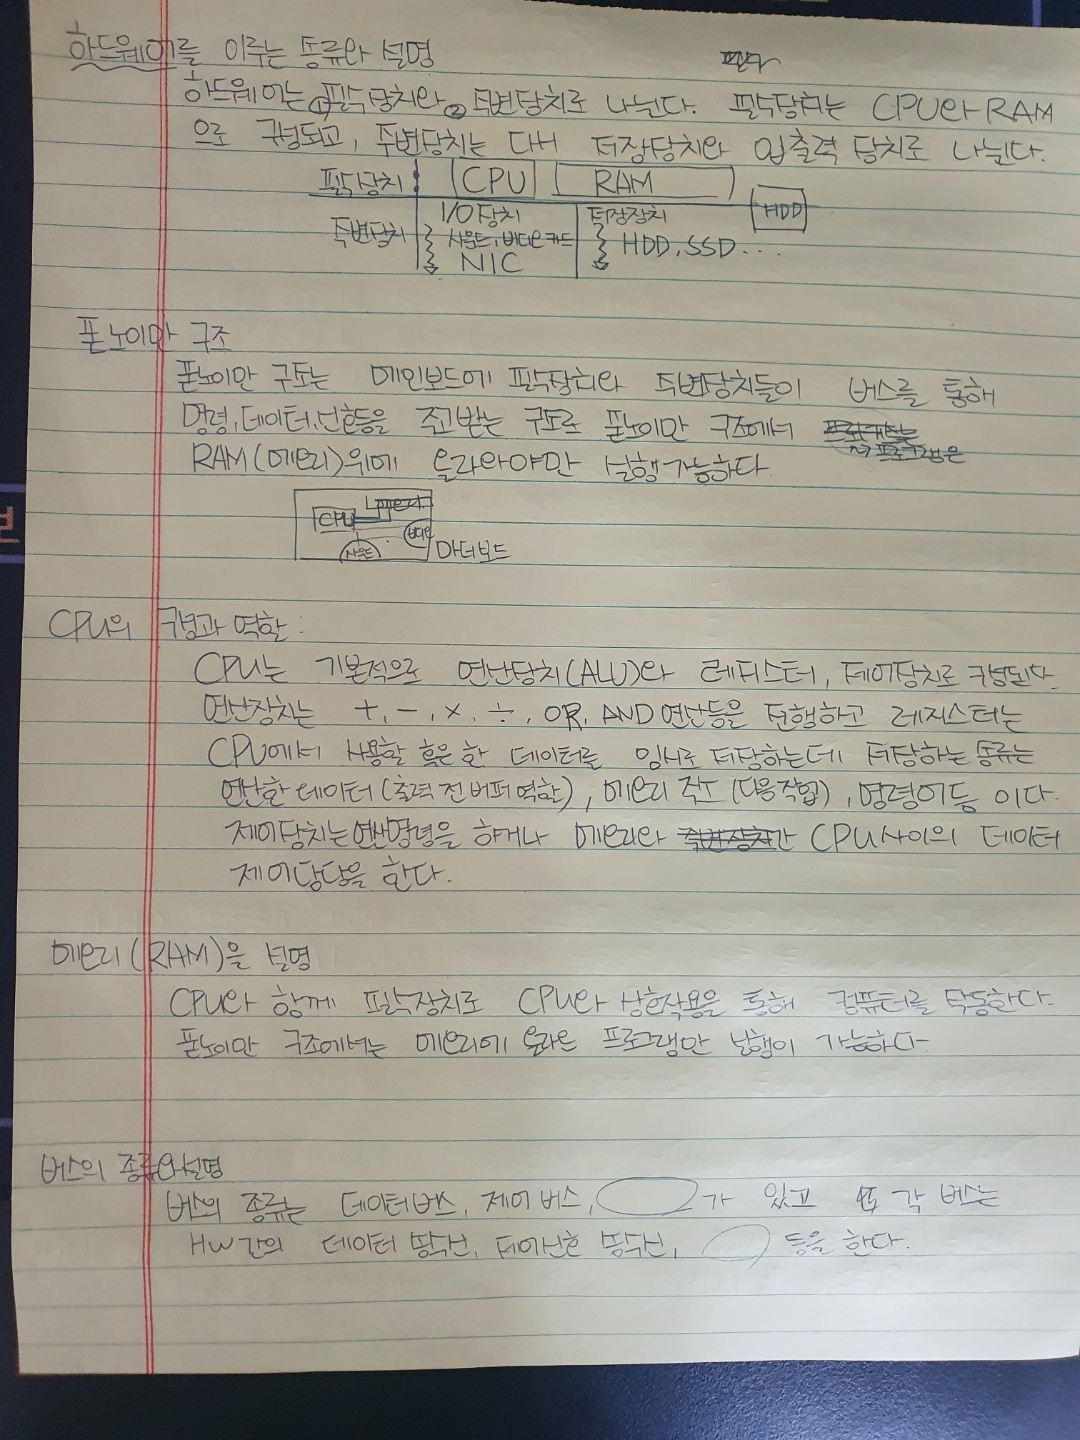 하드웨어를 이루는 종류와 설명
필수
하드웨어는 ①필수장치와 ②주변장치로 나뉜다. 필수장치는 CPU와 RAM
으로 구성되고, 주변장치는 다시 저장장치와 입출력 장치로 나뉜다.
필수장치 CPU RAM
주변장치 I/O장치 저장장치 HDD
사운드, 비디오 카드 HDD, SSD...
NIC
폰노이만 구조
폰노이만 구조는 메인보드에 필수장치와 주변장치들이 버스를 통해
명령, 데이터, 신호등을 주고받는 구조로 폰노이만 구조에서
프로그램은
RAM(메모리)위에 올라와야만 실행가능하다.
CPU 메모리
사운드 비디오 마더보드
CPU의 구성과 역할:
CPU는 기본적으로 연산장치(ALU)와 레지스터, 제어장치로 구성된다.
연산장치는 +, -, ×, ÷, OR, AND 연산등을 진행하고 레지스터는
CPU에서 사용할 혹은 한 데이터를 임시로 저장하는데 저장하는 종류는
연산한 데이터(출력 전 버퍼 역할), 메모리 주소(다음작업), 명령어등 이다.
제어장치는 연산명령을 하거나 메모리와 주변장치간 CPU사이의 데이터
제어담당을 한다.
메모리(RAM)을 설명
CPU와 함께 필수장치로 CPU와 상호작용을 통해 컴퓨터를 작동한다.
폰노이만 구조에서는 메모리에 올라온 프로그램만 실행이 가능하다.
버스의 종류와설명
버스의 종류는 데이터버스, 제어버스, 가 있고 각 버스는
HW간의 데이터 송수신, 제어신호 송수신, 등을 한다.